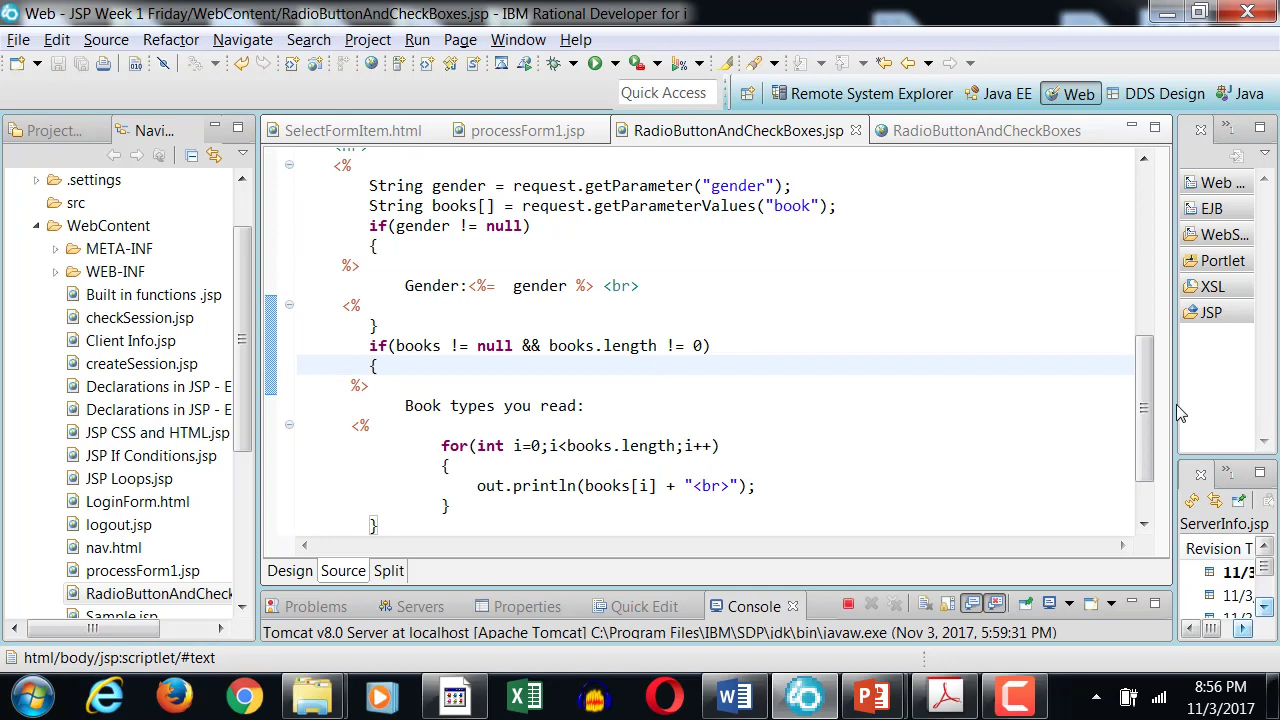 Web - JSP Week 1 Friday/WebContent/RadioButtonAndCheckBoxes.jsp - IBM Rational Developer for i
File Edit Source Refactor Navigate Search Project Run Page Window Help
Quick Access Remote System Explorer Java EE Web DDS Design Java
Project... Navi...
SelectFormItem.html processForm1.jsp RadioButtonAndCheckBoxes.jsp RadioButtonAndCheckBoxes
.settings
src
WebContent
META-INF
WEB-INF
Built in functions .jsp
checkSession.jsp
Client Info.jsp
createSession.jsp
Declarations in JSP - E
Declarations in JSP - E
JSP CSS and HTML.jsp
JSP If Conditions.jsp
JSP Loops.jsp
LoginForm.html
logout.jsp
nav.html
processForm1.jsp
RadioButtonAndCheck
Sample.jsp
<%
String gender = request.getParameter("gender");
String books[] = request.getParameterValues("book");
if(gender != null)
{
%>
Gender:<%=  gender %> <br>
<%
}
if(books != null && books.length != 0)
{
%>
Book types you read:
<%
for(int i=0;i<books.length;i++)
{
out.println(books[i] + "<br>");
}
}
Design Source Split
Web ...
EJB
WebS...
Portlet
XSL
JSP
ServerInfo.jsp
Revision T
11/3
11/3,
11/2
Problems Servers Properties Quick Edit Console
Tomcat v8.0 Server at localhost [Apache Tomcat] C:\Program Files\IBM\SDP\jdk\bin\javaw.exe (Nov 3, 2017, 5:59:31 PM)
html/body/jsp:scriptlet/#text
8:56 PM
11/3/2017